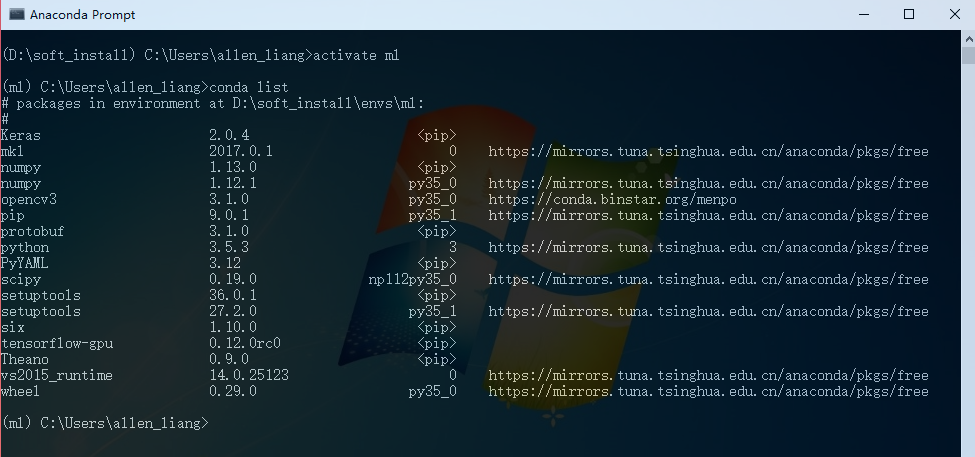 Anaconda Prompt
(D:\soft_install) C:\Users\allen_liang>activate ml
(ml) C:\Users\allen_liang>conda list
# packages in environment at D:\soft_install\envs\ml:
#
Keras 2.0.4 <pip>
mkl 2017.0.1 0 https://mirrors.tuna.tsinghua.edu.cn/anaconda/pkgs/free
numpy 1.13.0 <pip>
numpy 1.12.1 py35_0 https://mirrors.tuna.tsinghua.edu.cn/anaconda/pkgs/free
opencv3 3.1.0 py35_0 https://conda.binstar.org/menpo
pip 9.0.1 py35_1 https://mirrors.tuna.tsinghua.edu.cn/anaconda/pkgs/free
protobuf 3.1.0 <pip>
python 3.5.3 3 https://mirrors.tuna.tsinghua.edu.cn/anaconda/pkgs/free
PyYAML 3.12 <pip>
scipy 0.19.0 np112py35_0 https://mirrors.tuna.tsinghua.edu.cn/anaconda/pkgs/free
setuptools 36.0.1 <pip>
setuptools 27.2.0 py35_1 https://mirrors.tuna.tsinghua.edu.cn/anaconda/pkgs/free
six 1.10.0 <pip>
tensorflow-gpu 0.12.0rc0 <pip>
Theano 0.9.0 <pip>
vs2015_runtime 14.0.25123 0 https://mirrors.tuna.tsinghua.edu.cn/anaconda/pkgs/free
wheel 0.29.0 py35_0 https://mirrors.tuna.tsinghua.edu.cn/anaconda/pkgs/free
(ml) C:\Users\allen_liang>